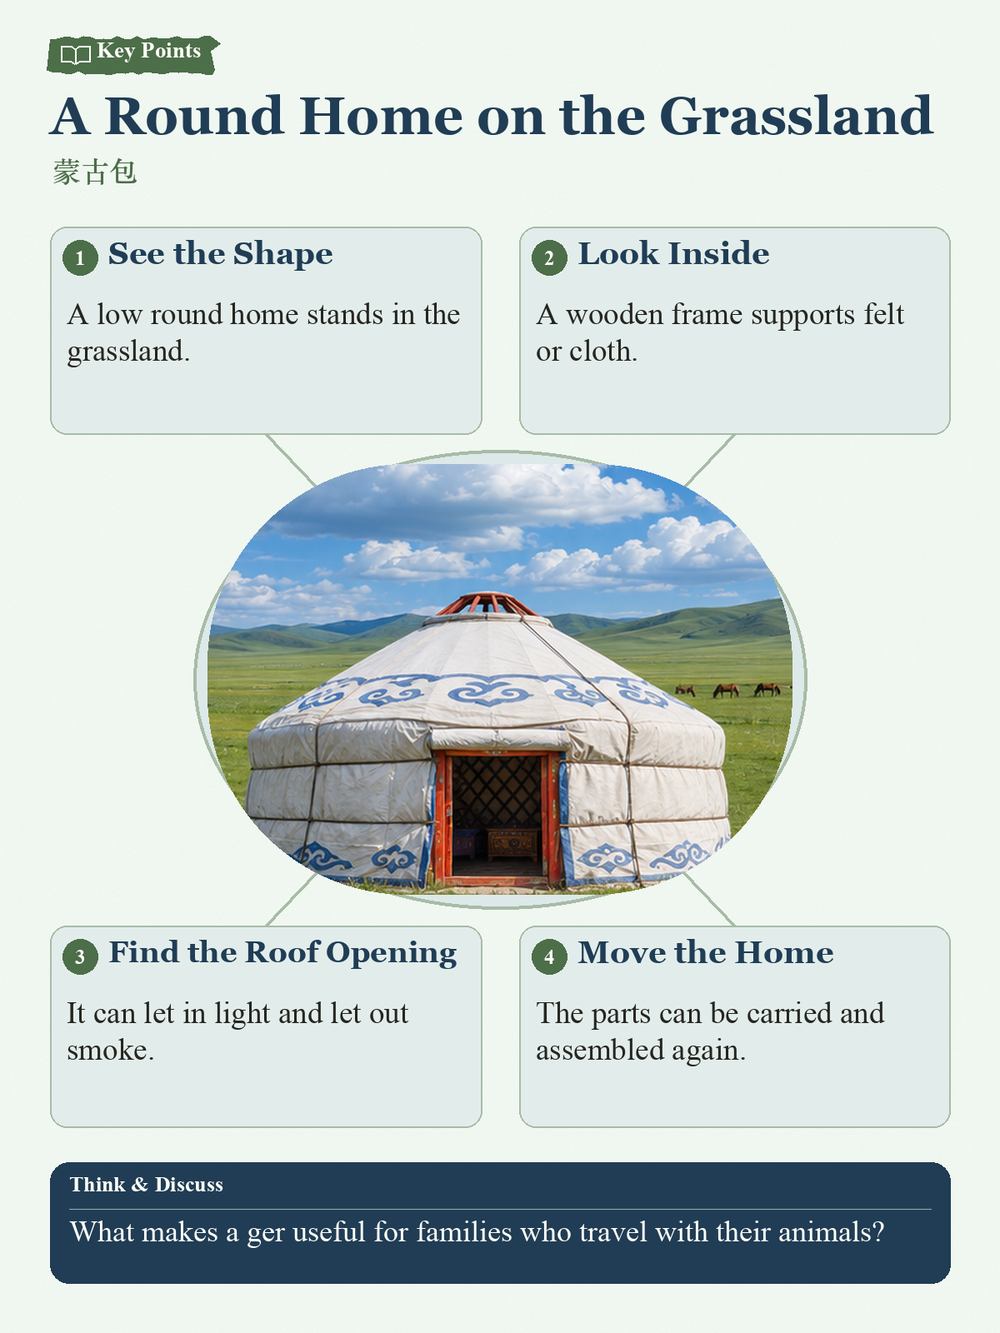 Key Points
A Round Home on the Grassland
蒙古包
1 See the Shape
A low round home stands in the
grassland.
2 Look Inside
A wooden frame supports felt
or cloth.
3 Find the Roof Opening
It can let in light and let out
smoke.
4 Move the Home
The parts can be carried and
assembled again.
Think & Discuss
What makes a ger useful for families who travel with their animals?